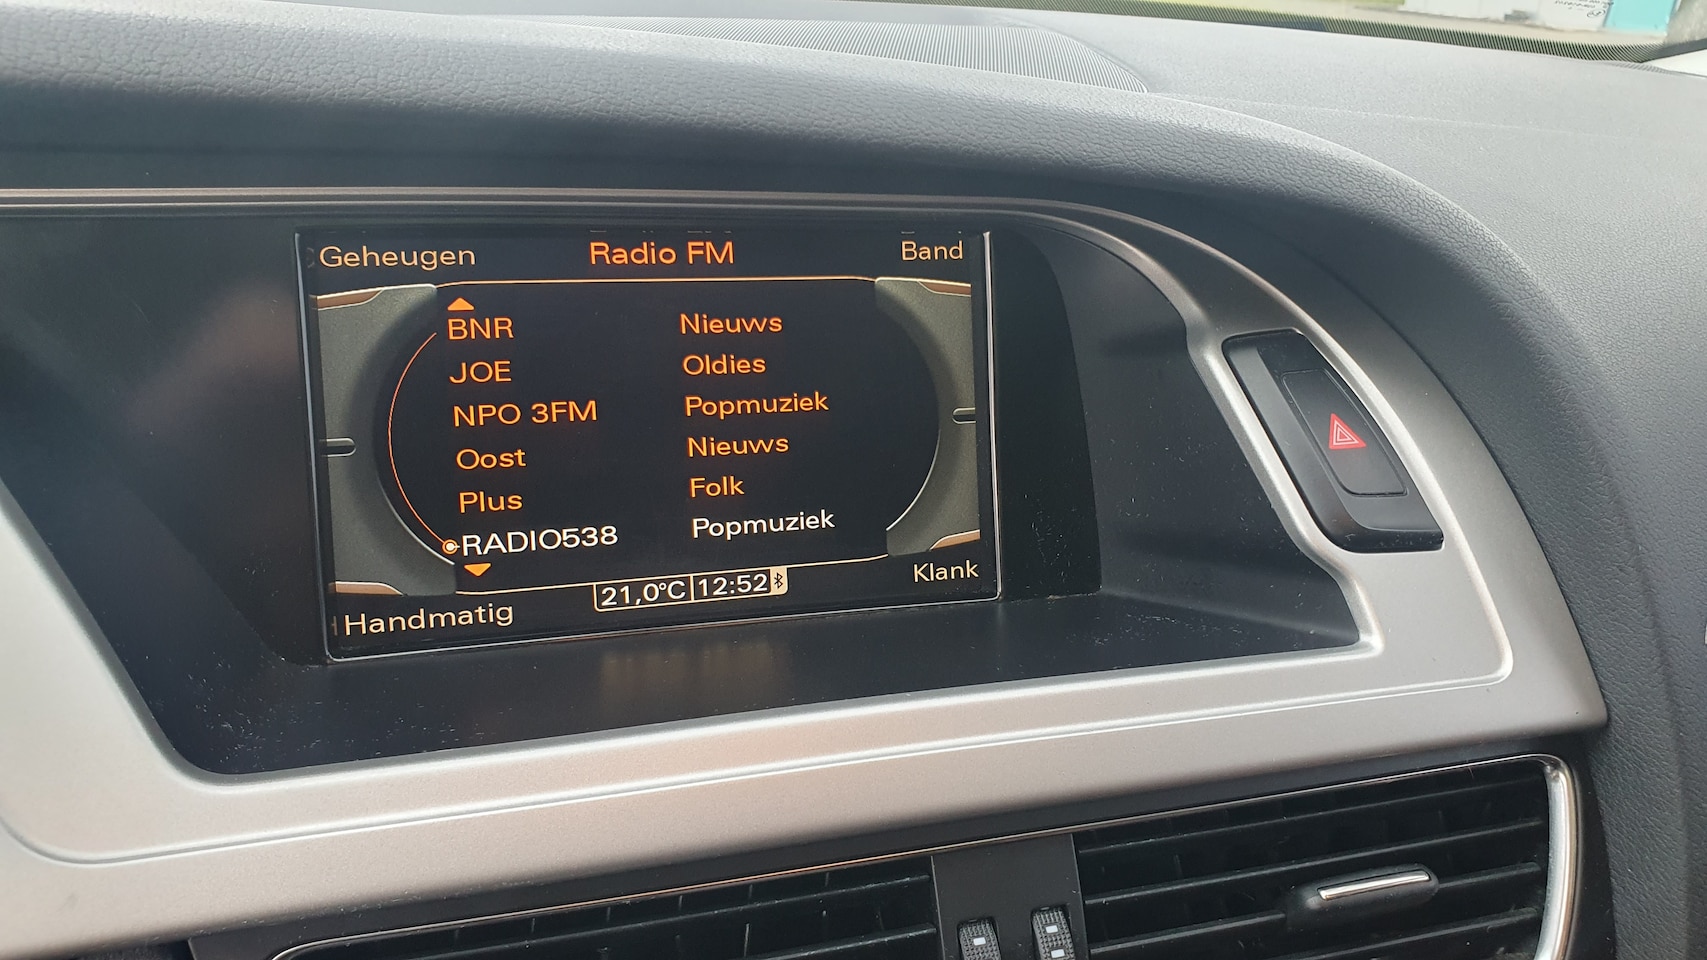 Geheugen Radio FM Band
BNR Nieuws
JOE Oldies
NPO 3FM Popmuziek
Oost Nieuws
Plus Folk
RADIO538 Popmuziek
21,0°C 12:52
Handmatig Klank